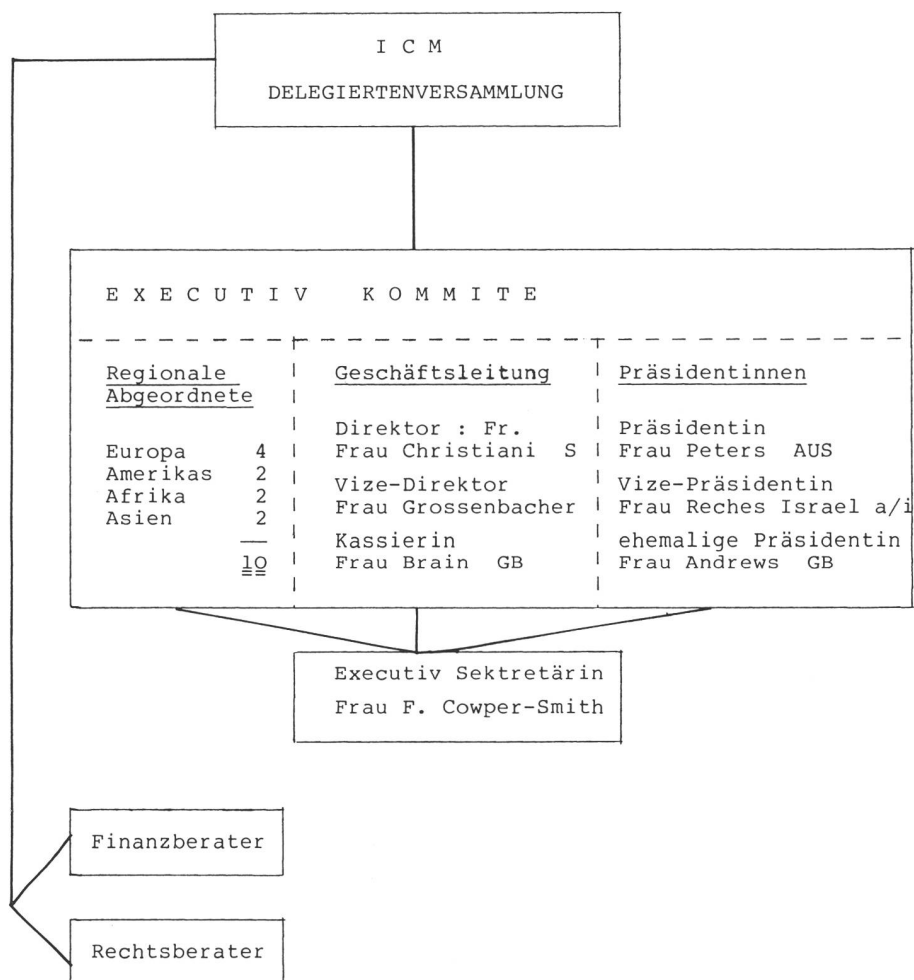 I C M
DELEGIERTENVERSAMMLUNG
E X E C U T I V   K O M M I T E
Regionale
Abgeordnete
Europa 4
Amerikas 2
Afrika 2
Asien 2
10
Geschäftsleitung
Direktor : Fr.
Frau Christiani S
Vize-Direktor
Frau Grossenbacher
Kassierin
Frau Brain GB
Präsidentinnen
Präsidentin
Frau Peters AUS
Vize-Präsidentin
Frau Reches Israel a/i
ehemalige Präsidentin
Frau Andrews GB
Executiv Sektretärin
Frau F. Cowper-Smith
Finanzberater
Rechtsberater